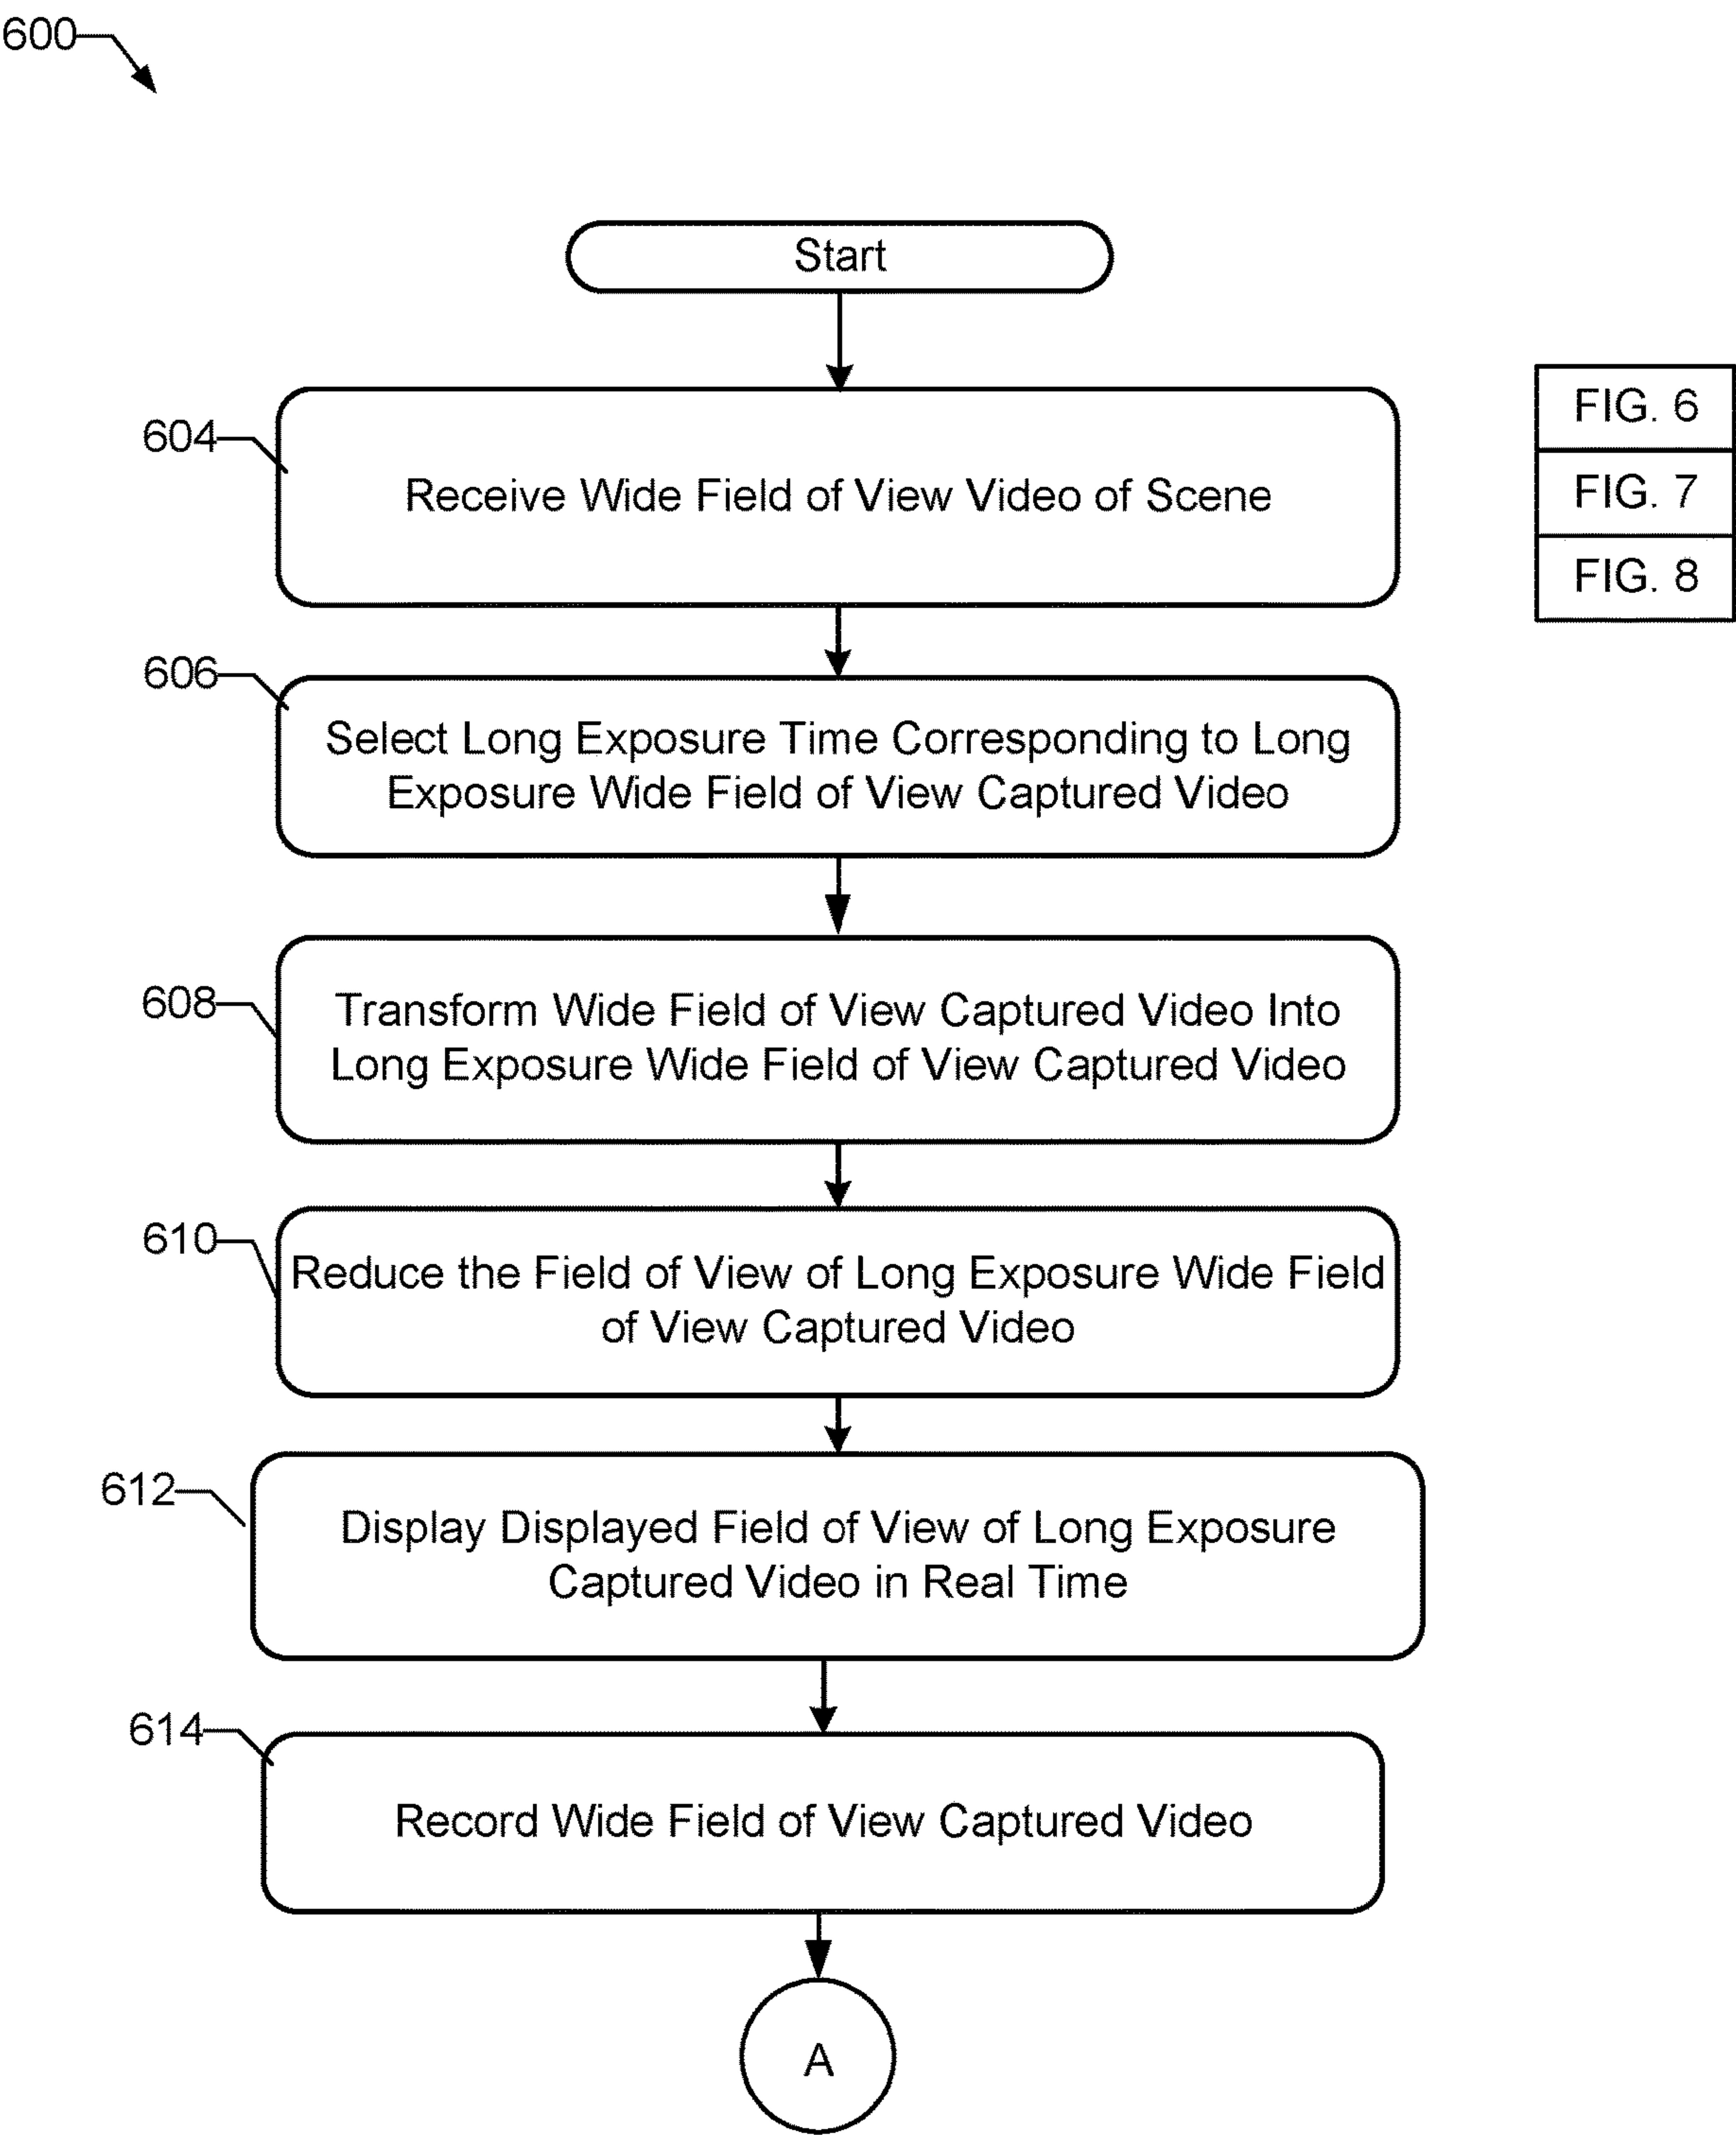 600
Start
604
Receive Wide Field of View Video of Scene
FIG. 6
FIG. 7
FIG. 8
606
Select Long Exposure Time Corresponding to Long
Exposure Wide Field of View Captured Video
608
Transform Wide Field of View Captured Video Into
Long Exposure Wide Field of View Captured Video
610
Reduce the Field of View of Long Exposure Wide Field
of View Captured Video
612
Display Displayed Field of View of Long Exposure
Captured Video in Real Time
614
Record Wide Field of View Captured Video
A